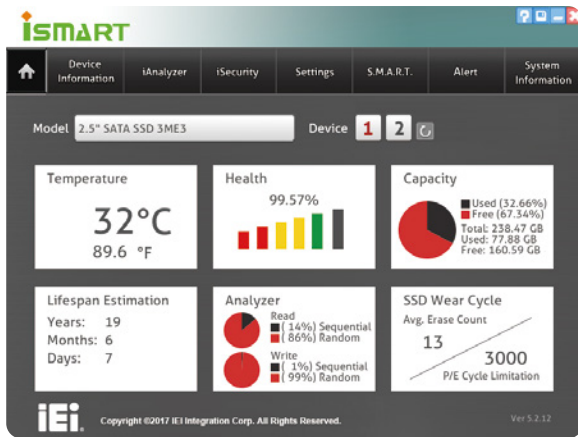 iSMART
Device Information
iAnalyzer
iSecurity
Settings
S.M.A.R.T.
Alert
System Information
Model 2.5" SATA SSD 3ME3
Device 1 2
Temperature
32°C
89.6 °F
Health
99.57%
Capacity
Used (32.66%)
Free (67.34%)
Total: 238.47 GB
Used: 77.88 GB
Free: 160.59 GB
Lifespan Estimation
Years: 19
Months: 6
Days: 7
Analyzer
Read
( 14%) Sequential
( 86%) Random
Write
( 1%) Sequential
( 99%) Random
SSD Wear Cycle
Avg. Erase Count
13
3000
P/E Cycle Limitation
iEi
Copyright ©2017 IEI Integration Corp. All Rights Reserved.
Ver 5.2.12